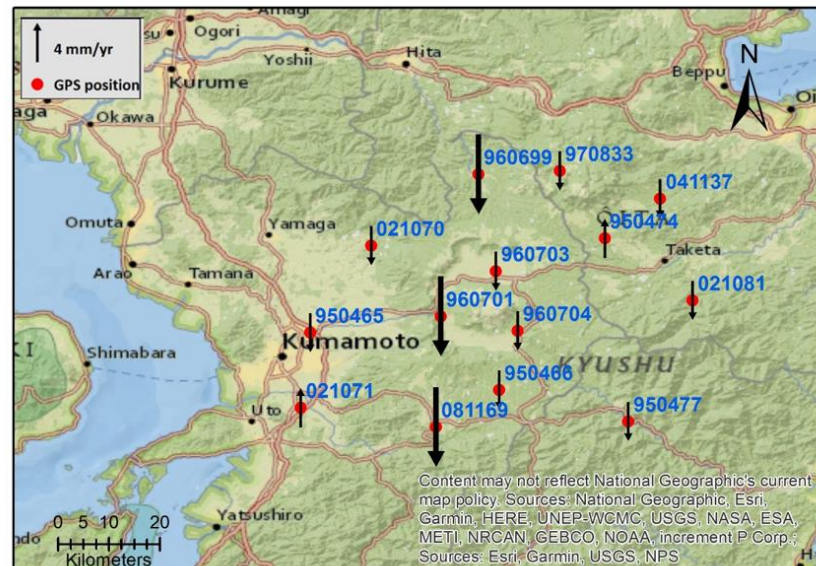 Amagi
Ogori
Hita
Yoshii
4 mm/yr
Kurume
Beppu
N
GPS position
Okawa
960699
970833
041137
Omuta
021070
950474
Yamaga
960703
Taketa
Arao
Tamana
960701
021081
950465
960704
Shimabara
Kumamoto
KYUSHU
950466
021071
081169
950477
Uto
Content may not reflect National Geographic's current
map policy. Sources: National Geographic, Esri,
Garmin, HERE, UNEP-WCMC, USGS, NASA, ESA,
METI, NRCAN, GEBCO, NOAA, increment P Corp.;
Sources: Esri, Garmin, USGS, NPS
Yatsushiro
0 5 10 20
Kilometers